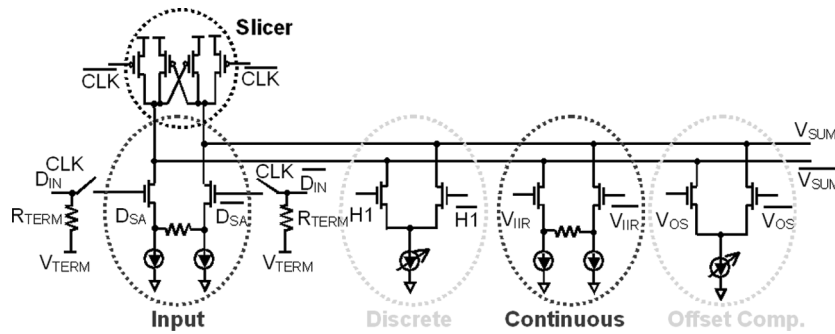 Slicer
CLK CLK
V_SUM
V_SUM
CLK CLK
D_IN D_IN
R_TERM D_SA D_SA R_TERM H1 H1 V_IIR V_IIR V_OS V_OS
V_TERM V_TERM
Input Discrete Continuous Offset Comp.